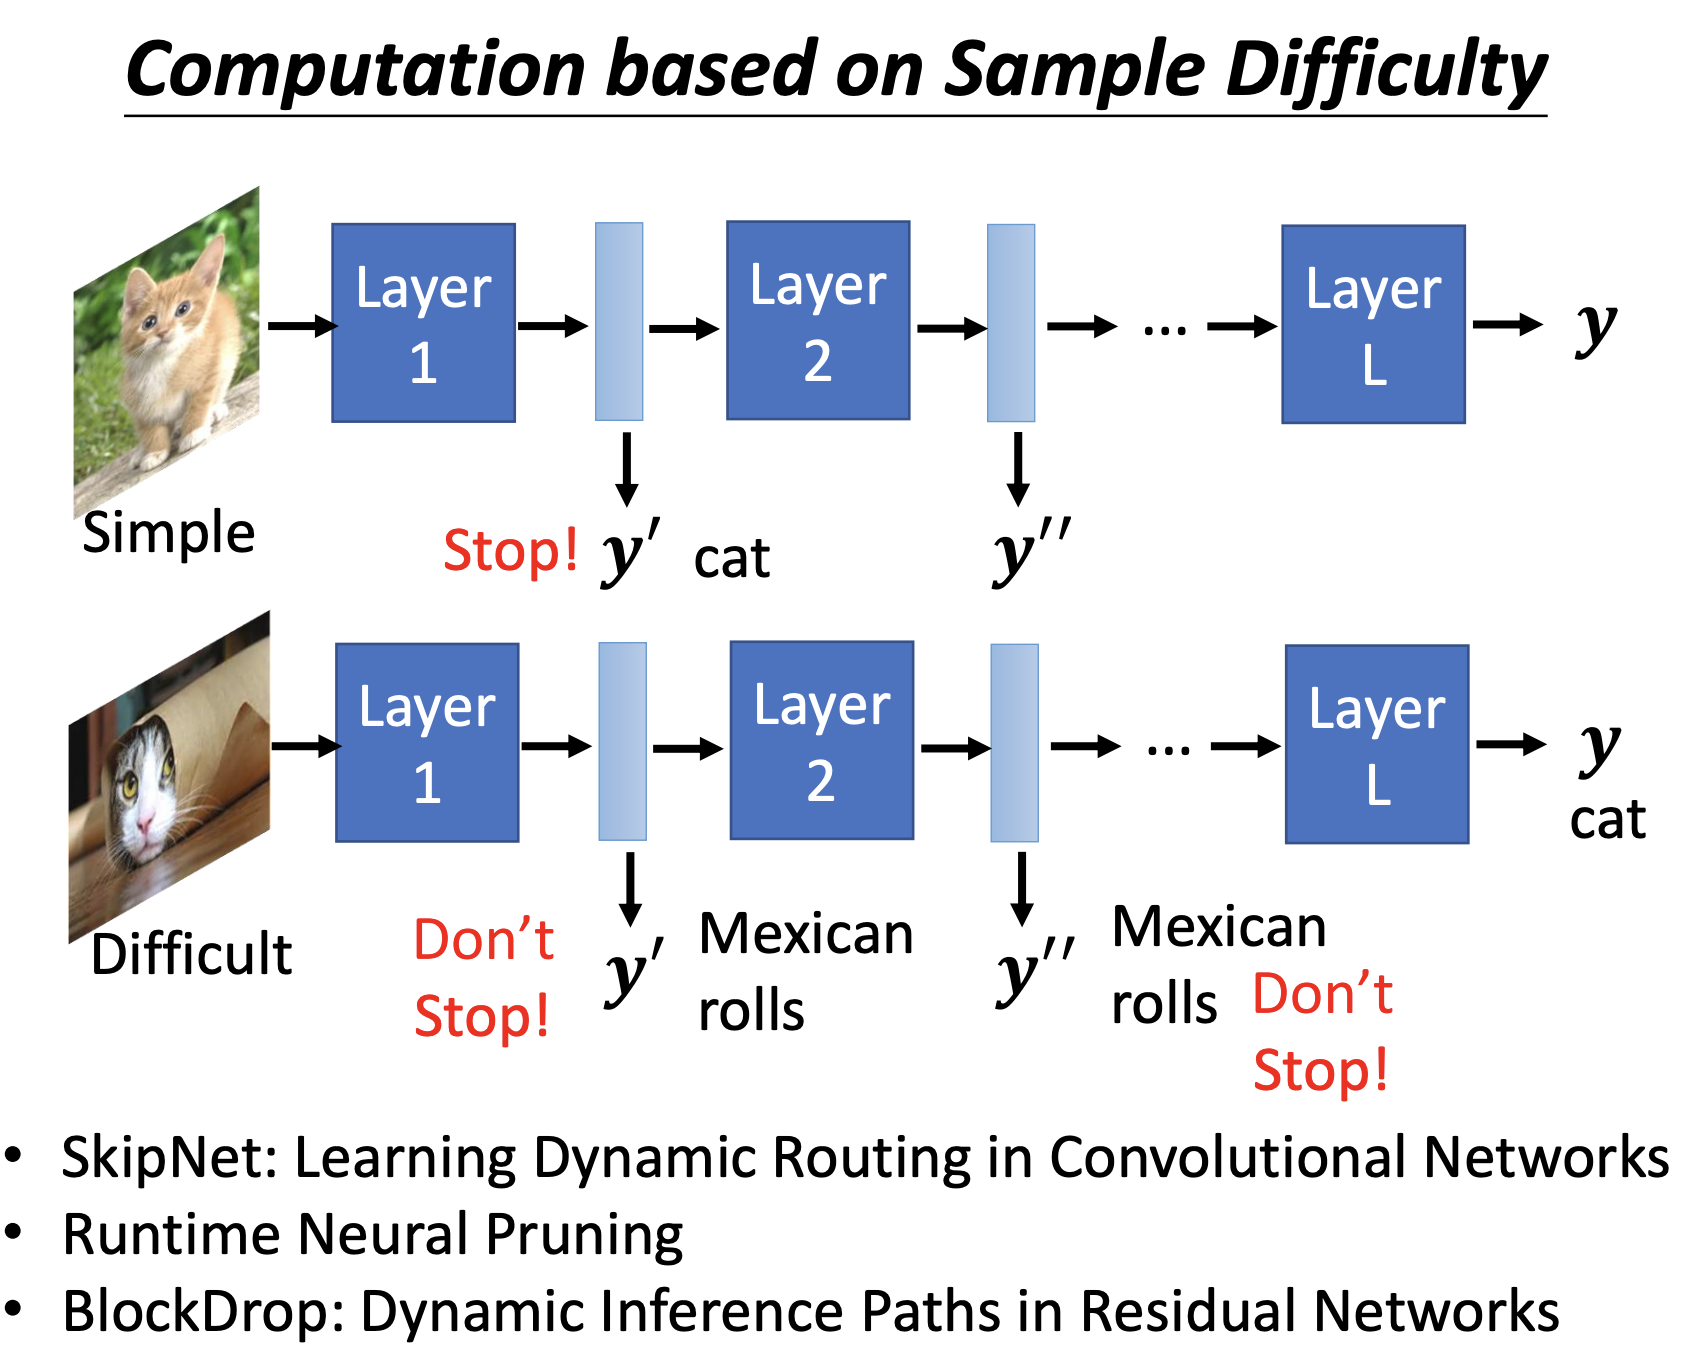 Computation based on Sample Difficulty
Layer
1
Layer
2
...
Layer
L
y
Simple
Stop!
y′
cat
y′′
Layer
1
Layer
2
...
Layer
L
y
cat
Difficult
Don’t
Stop!
y′
Mexican
rolls
y′′
Mexican
rolls
Don’t
Stop!
• SkipNet: Learning Dynamic Routing in Convolutional Networks
• Runtime Neural Pruning
• BlockDrop: Dynamic Inference Paths in Residual Networks